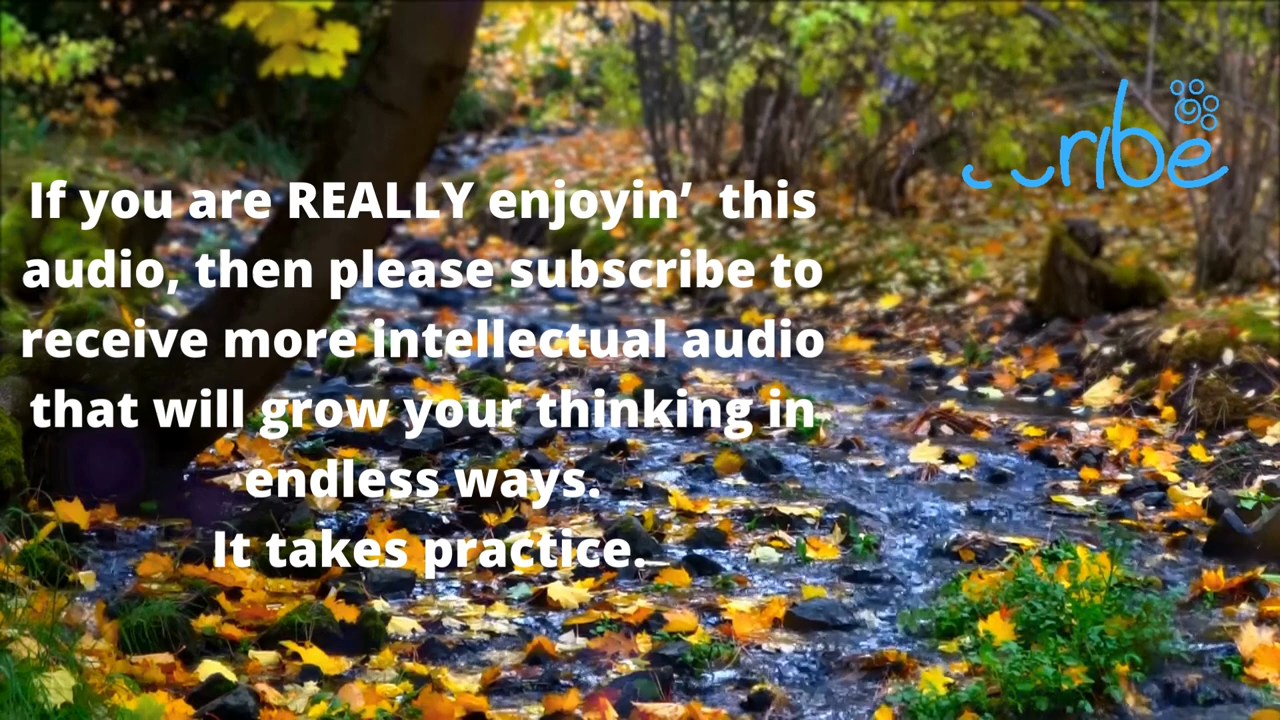 If you are REALLY enjoyin’  this
audio, then please subscribe to
receive more intellectual audio
that will grow your thinking in
endless ways.
It takes practice.